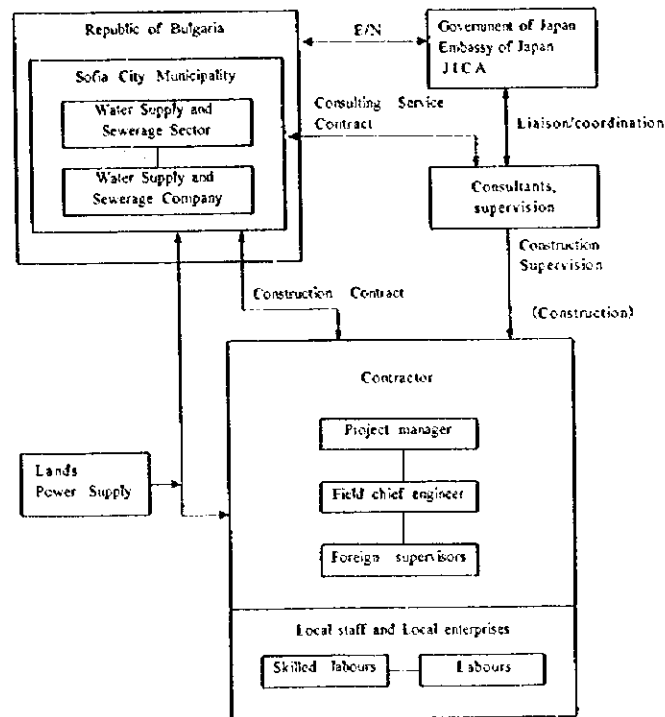 Republic of Bulgaria
E/N
Government of Japan
Embassy of Japan
JICA
Sofia City Municipality
Water Supply and
Sewerage Sector
Consulting Service
Contract
Liaison/coordination
Water Supply and
Sewerage Company
Consultants,
supervision
Construction
Supervision
Construction Contract
(Construction)
Contractor
Project manager
Lands
Power Supply
Field chief engineer
Foreign supervisors
Local staff and Local enterprises
Skilled labours
Labours